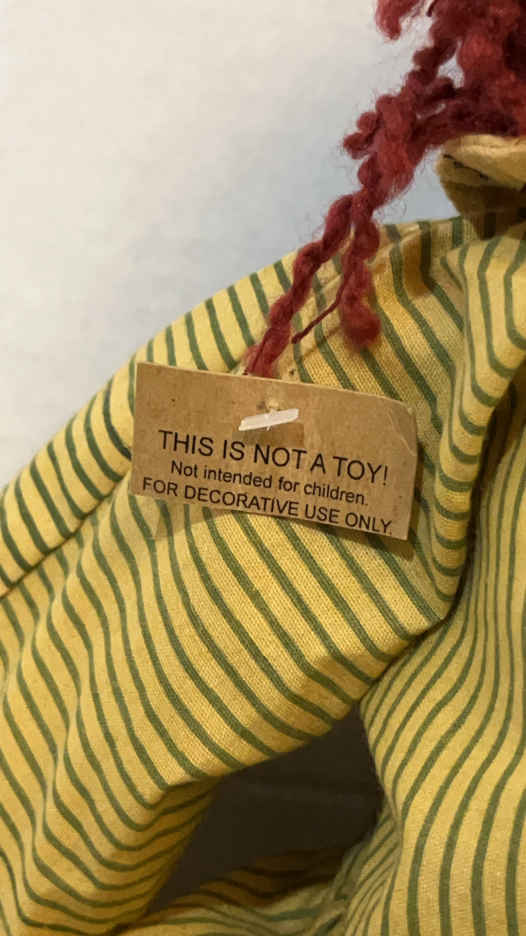 THIS IS NOT A TOY!
Not intended for children.
FOR DECORATIVE USE ONLY.